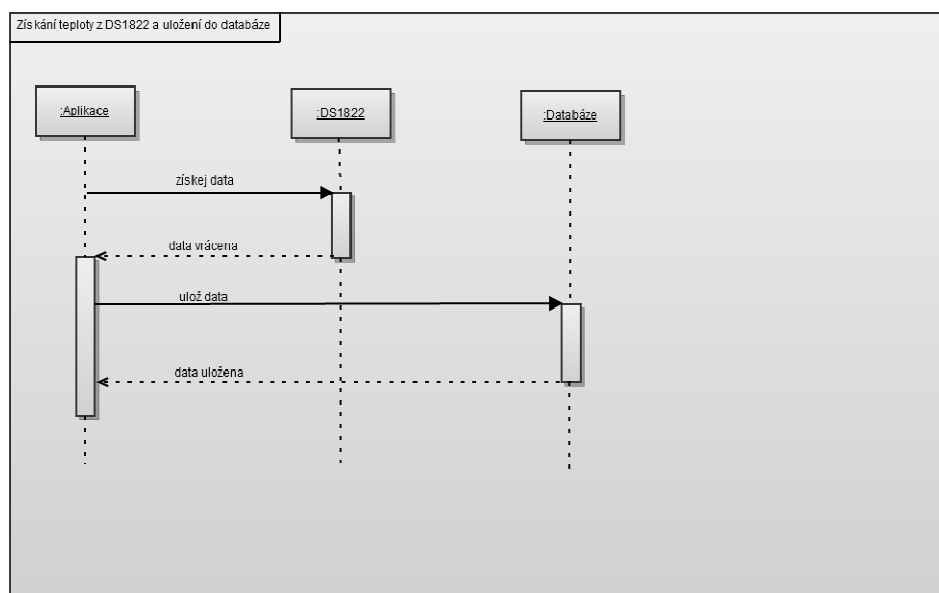 Získání teploty z DS1822 a uložení do databáze
:Aplikace
:DS1822
:Databáze
získej data
data vrácena
ulož data
data uložena